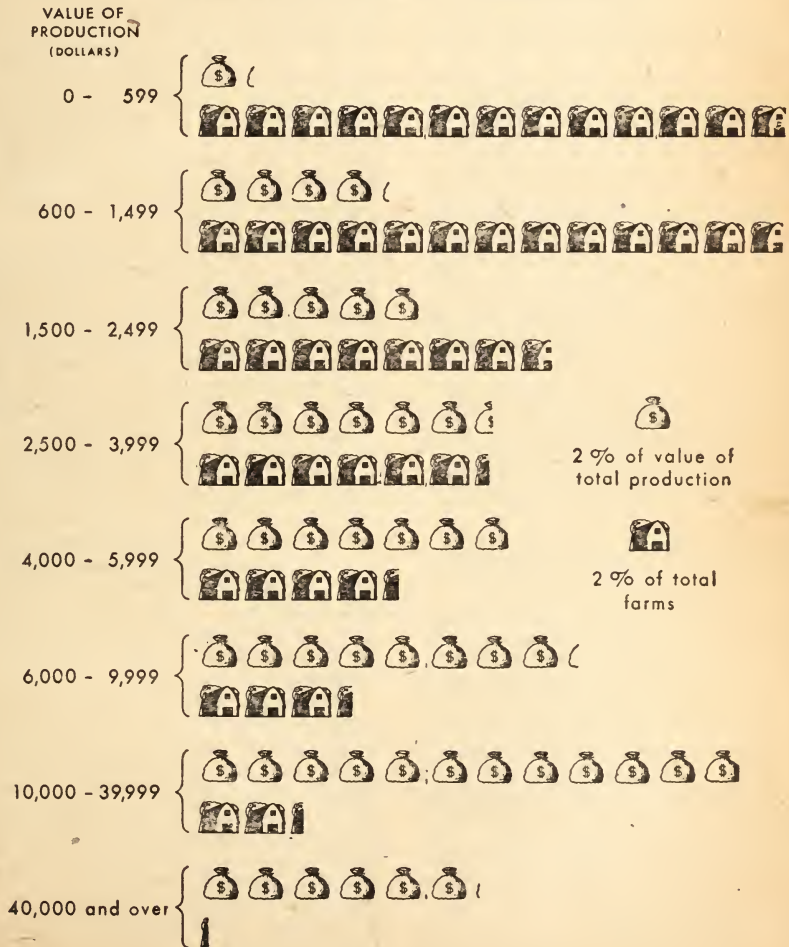 VALUE OF
PRODUCTION
(DOLLARS)
0 - 599
600 - 1,499
1,500 - 2,499
2,500 - 3,999
2 % of value of
total production
4,000 - 5,999
2 % of total
farms
6,000 - 9,999
10,000 - 39,999
40,000 and over